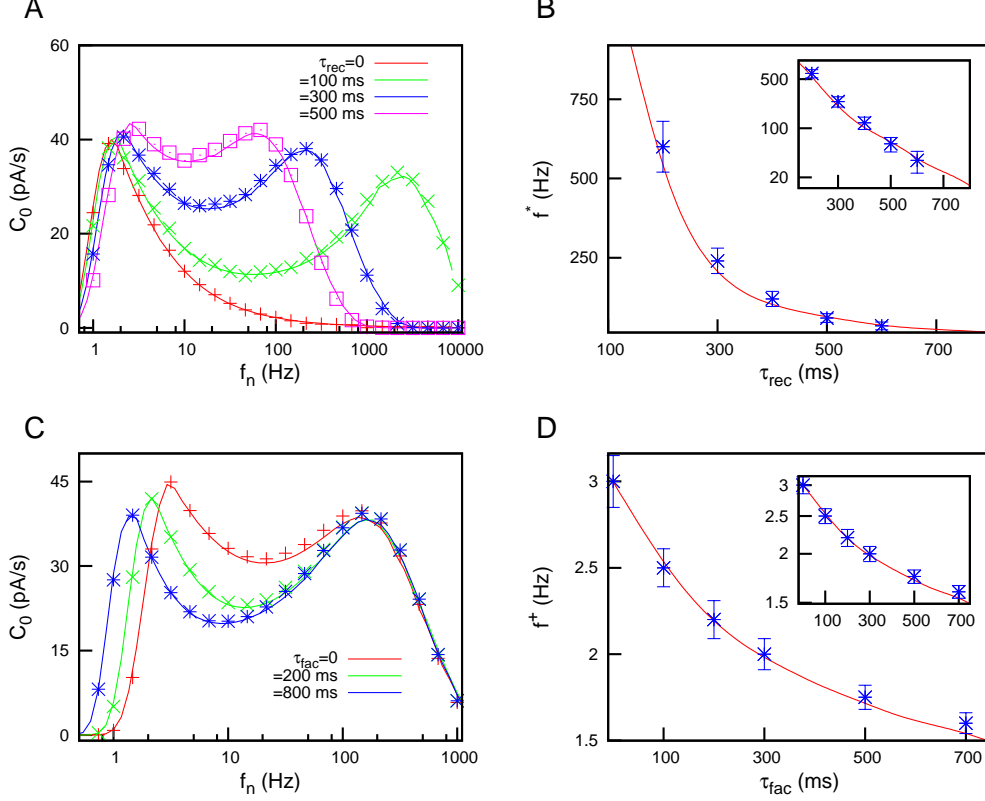 A
60
40
20
0
C0 (pA/s)
τrec=0
=100 ms
=300 ms
=500 ms
1 10 100 1000 10000
fn (Hz)
B
750
500
250
f* (Hz)
100 300 500 700
τrec (ms)
500
100
20
300 500 700
C
45
30
15
0
C0 (pA/s)
τfac=0
=200 ms
=800 ms
1 10 100 1000
fn (Hz)
D
3
2.5
2
1.5
f+ (Hz)
100 300 500 700
τfac (ms)
3
2.5
2
1.5
100 300 500 700